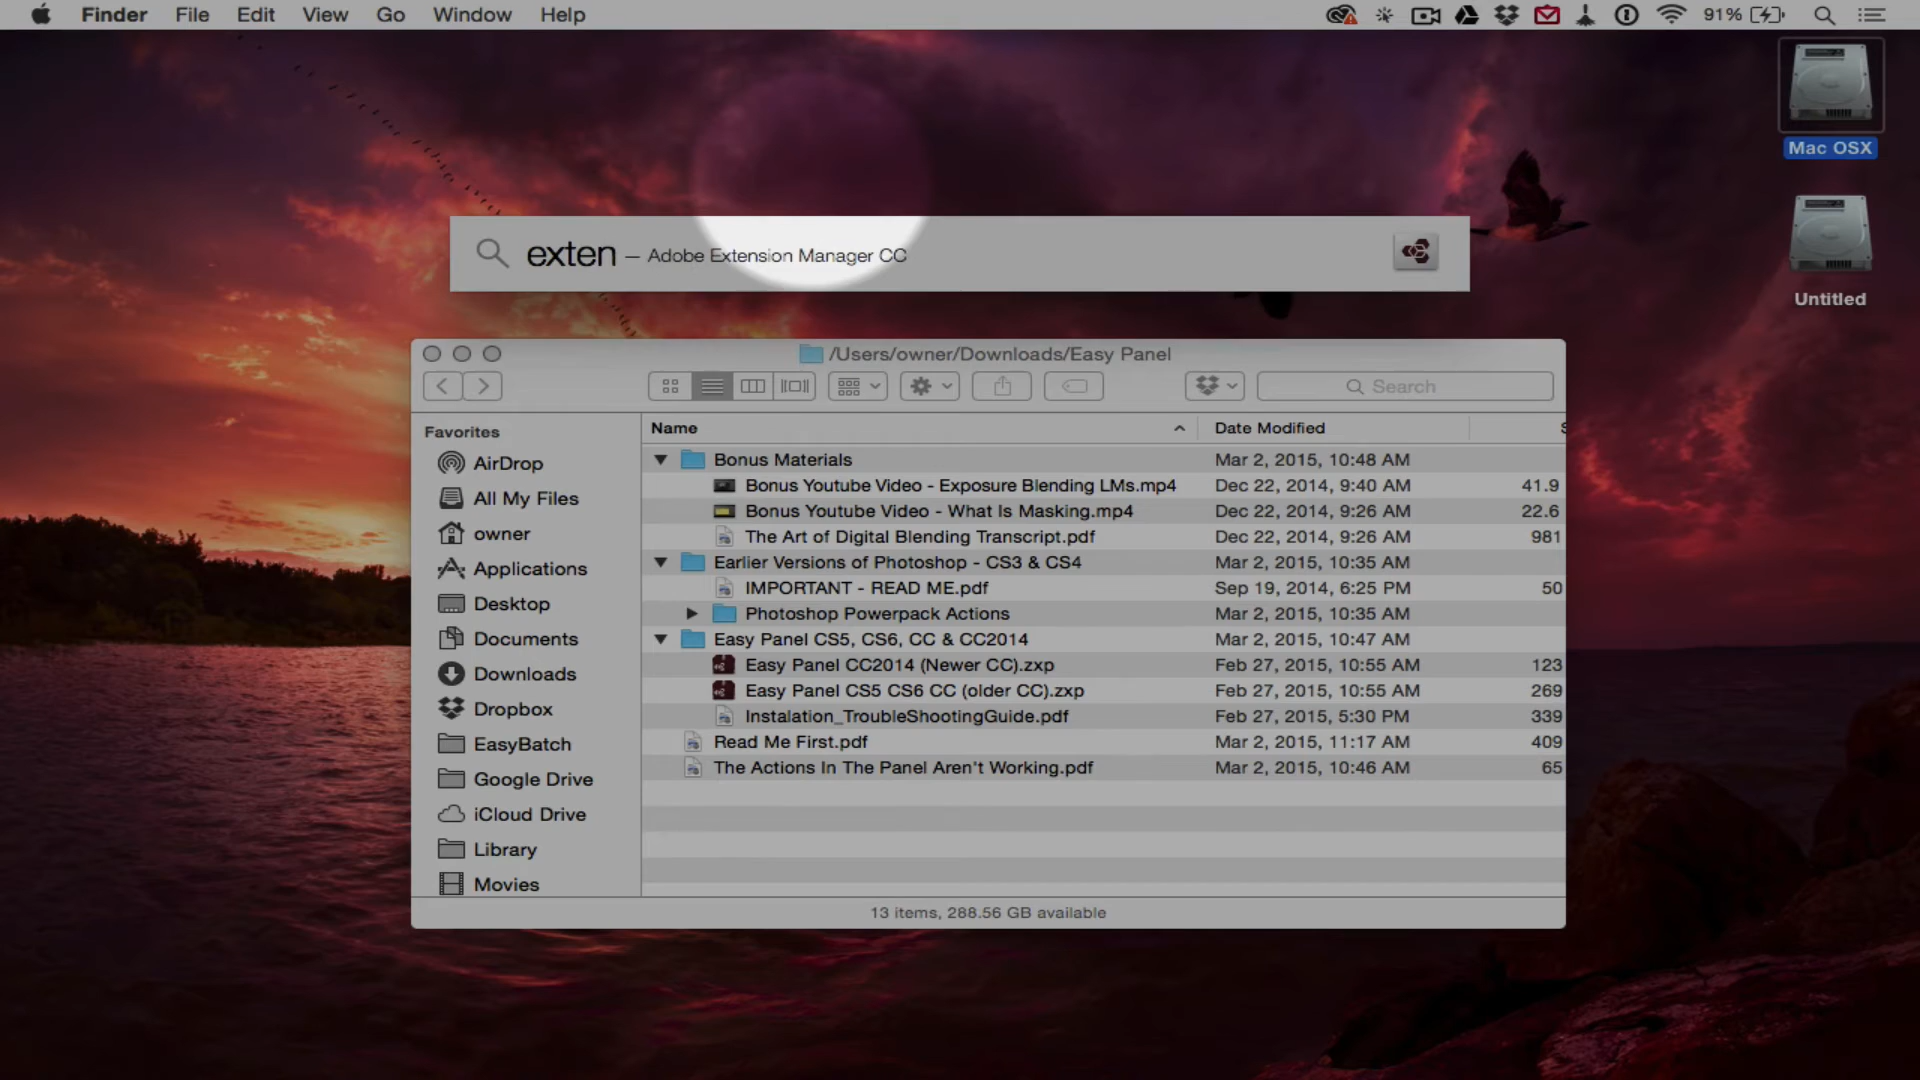 Finder File Edit View Go Window Help 91%
Mac OSX
exten — Adobe Extension Manager CC
Untitled
/Users/owner/Downloads/Easy Panel
Search
Favorites
AirDrop
All My Files
owner
Applications
Desktop
Documents
Downloads
Dropbox
EasyBatch
Google Drive
iCloud Drive
Library
Movies
Name Date Modified
Bonus Materials Mar 2, 2015, 10:48 AM
Bonus Youtube Video - Exposure Blending LMs.mp4 Dec 22, 2014, 9:40 AM 41.9
Bonus Youtube Video - What Is Masking.mp4 Dec 22, 2014, 9:26 AM 22.6
The Art of Digital Blending Transcript.pdf Dec 22, 2014, 9:26 AM 981
Earlier Versions of Photoshop - CS3 & CS4 Mar 2, 2015, 10:35 AM
IMPORTANT - READ ME.pdf Sep 19, 2014, 6:25 PM 50
Photoshop Powerpack Actions Mar 2, 2015, 10:35 AM
Easy Panel CS5, CS6, CC & CC2014 Mar 2, 2015, 10:47 AM
Easy Panel CC2014 (Newer CC).zxp Feb 27, 2015, 10:55 AM 123
Easy Panel CS5 CS6 CC (older CC).zxp Feb 27, 2015, 10:55 AM 269
Instalation_TroubleShootingGuide.pdf Feb 27, 2015, 5:30 PM 339
Read Me First.pdf Mar 2, 2015, 11:17 AM 409
The Actions In The Panel Aren't Working.pdf Mar 2, 2015, 10:46 AM 65
13 items, 288.56 GB available